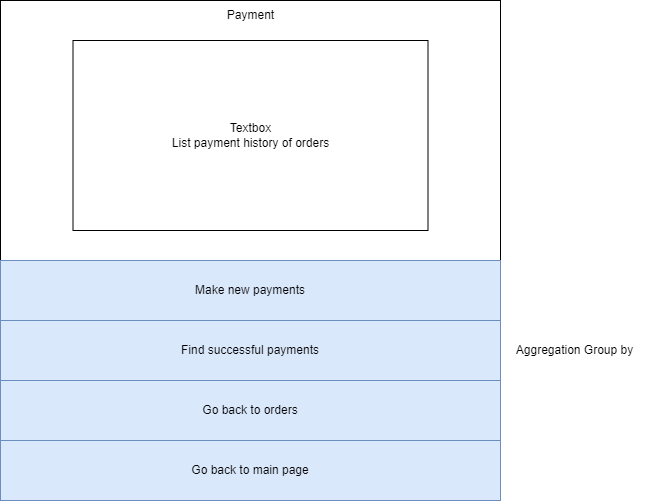 Payment
Textbox
List payment history of orders
Make new payments
Find successful payments
Aggregation Group by
Go back to orders
Go back to main page